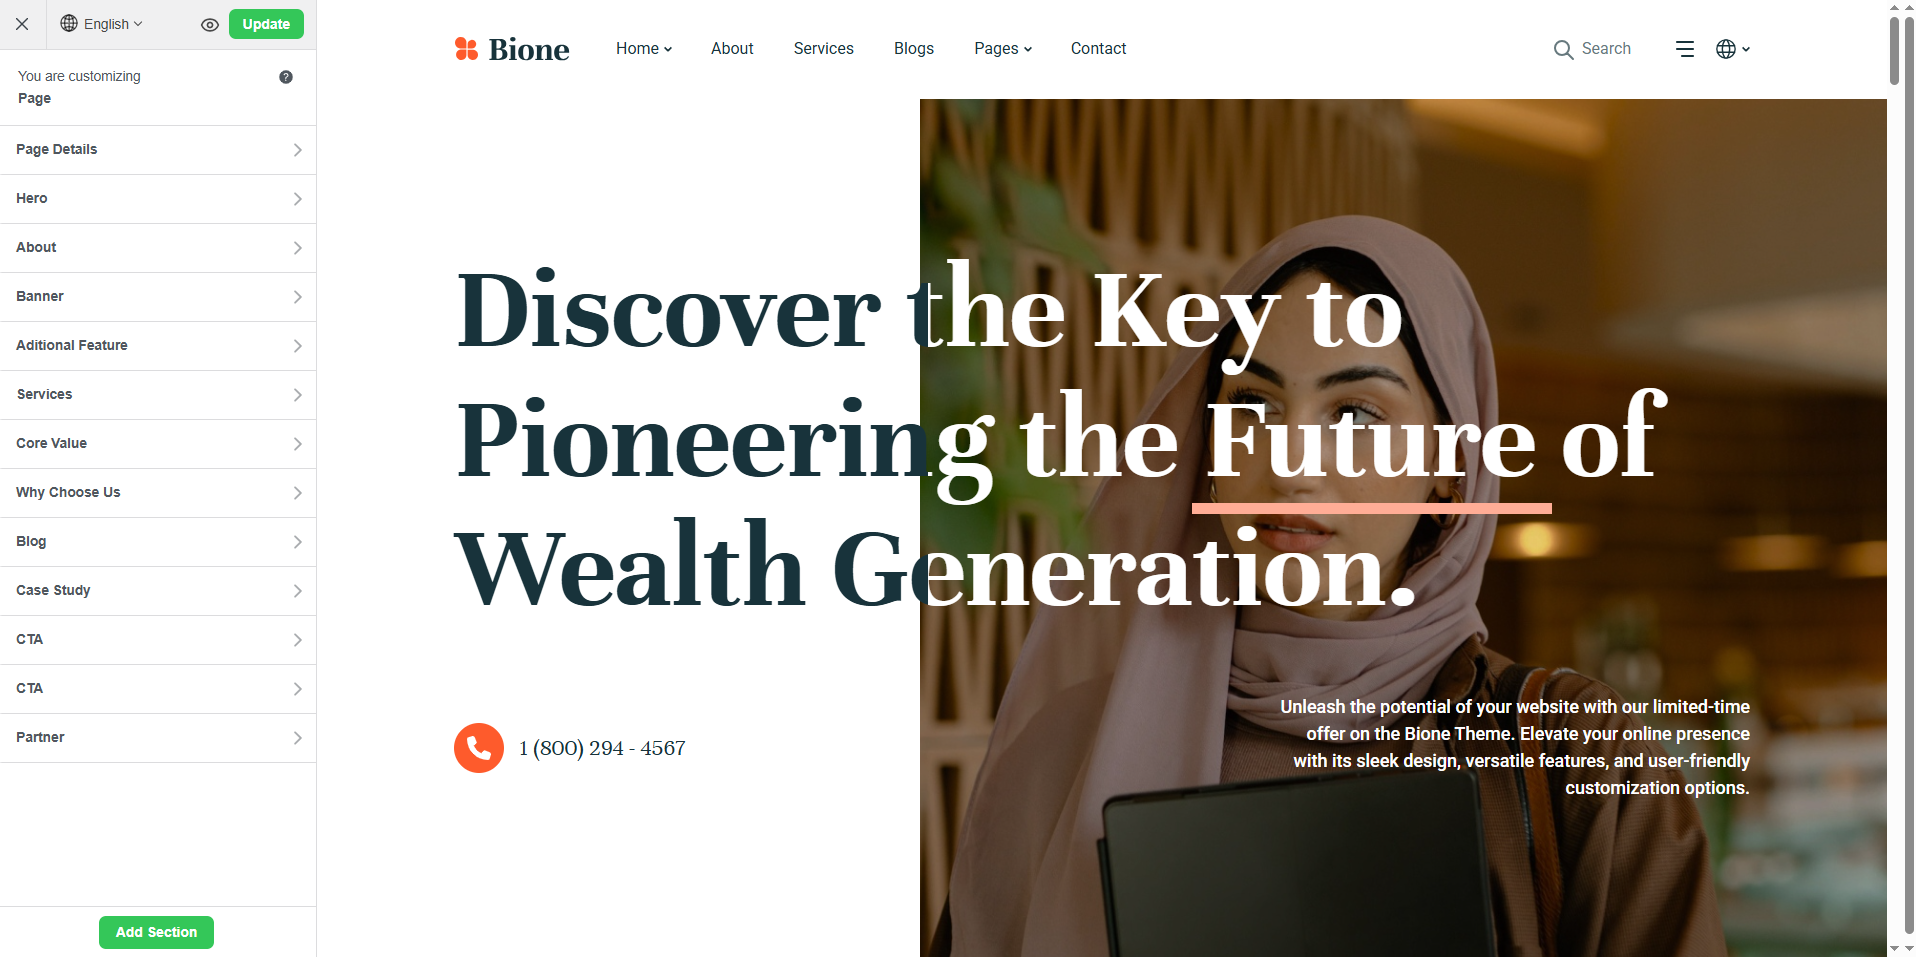 English
Update
You are customizing
Page
Page Details
Hero
About
Banner
Aditional Feature
Services
Core Value
Why Choose Us
Blog
Case Study
CTA
CTA
Partner
Add Section
Bione
Home
About
Services
Blogs
Pages
Contact
Search
Discover the Key to
Pioneering the Future of
Wealth Generation.
1 (800) 294 - 4567
Unleash the potential of your website with our limited-time
offer on the Bione Theme. Elevate your online presence
with its sleek design, versatile features, and user-friendly
customization options.